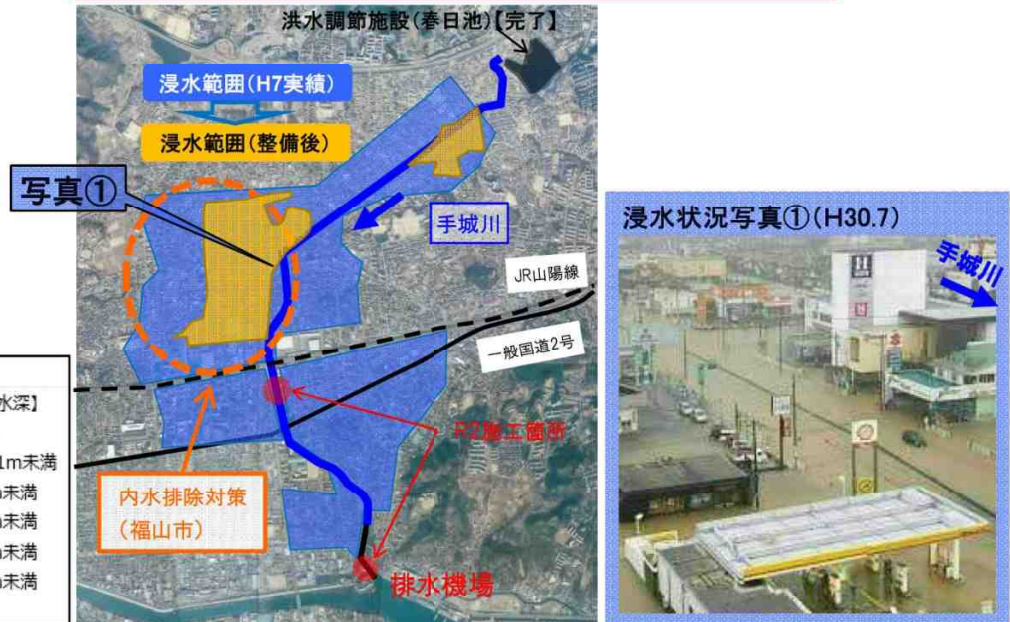 洪水調節施設(春日池)【完了】
浸水範囲(H7実績)
浸水範囲(整備後)
写真①
手城川
JR山陽線
一般国道2号
水深】
1m未満
未満
未満
未満
未満
R2施工箇所
内水排除対策
(福山市)
排水機場
浸水状況写真①(H30.7)
手城川